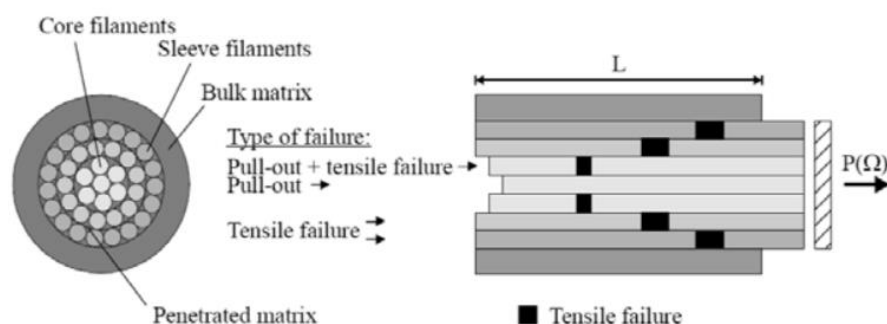 Core filaments
Sleeve filaments
Bulk matrix
Type of failure:
Pull-out + tensile failure
Pull-out
Tensile failure
Penetrated matrix
L
P(Ω)
Tensile failure